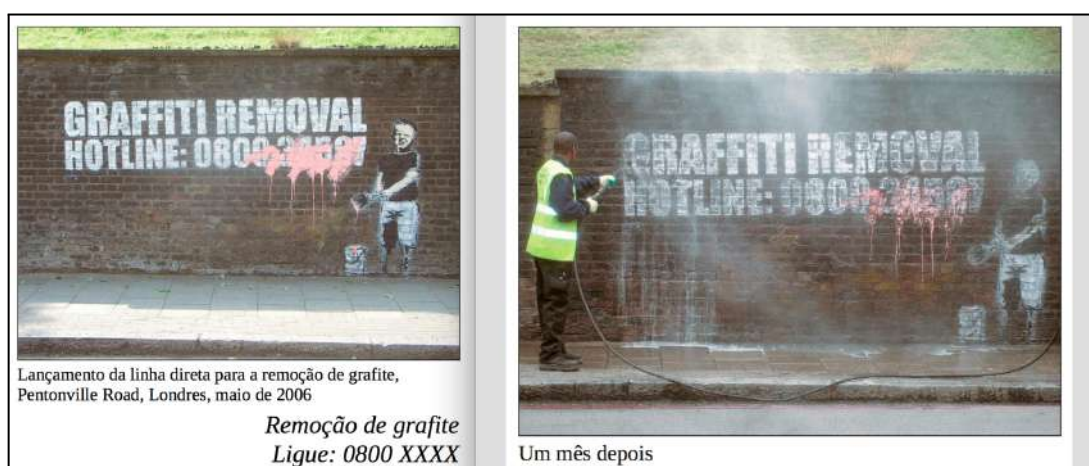 GRAFFITI REMOVAL
HOTLINE: 0800
Lançamento da linha direta para a remoção de grafite,
Pentonville Road, Londres, maio de 2006
Remoção de grafite
Ligue: 0800 XXXX
GRAFFITI REMOVAL
HOTLINE: 0800
Um mês depois